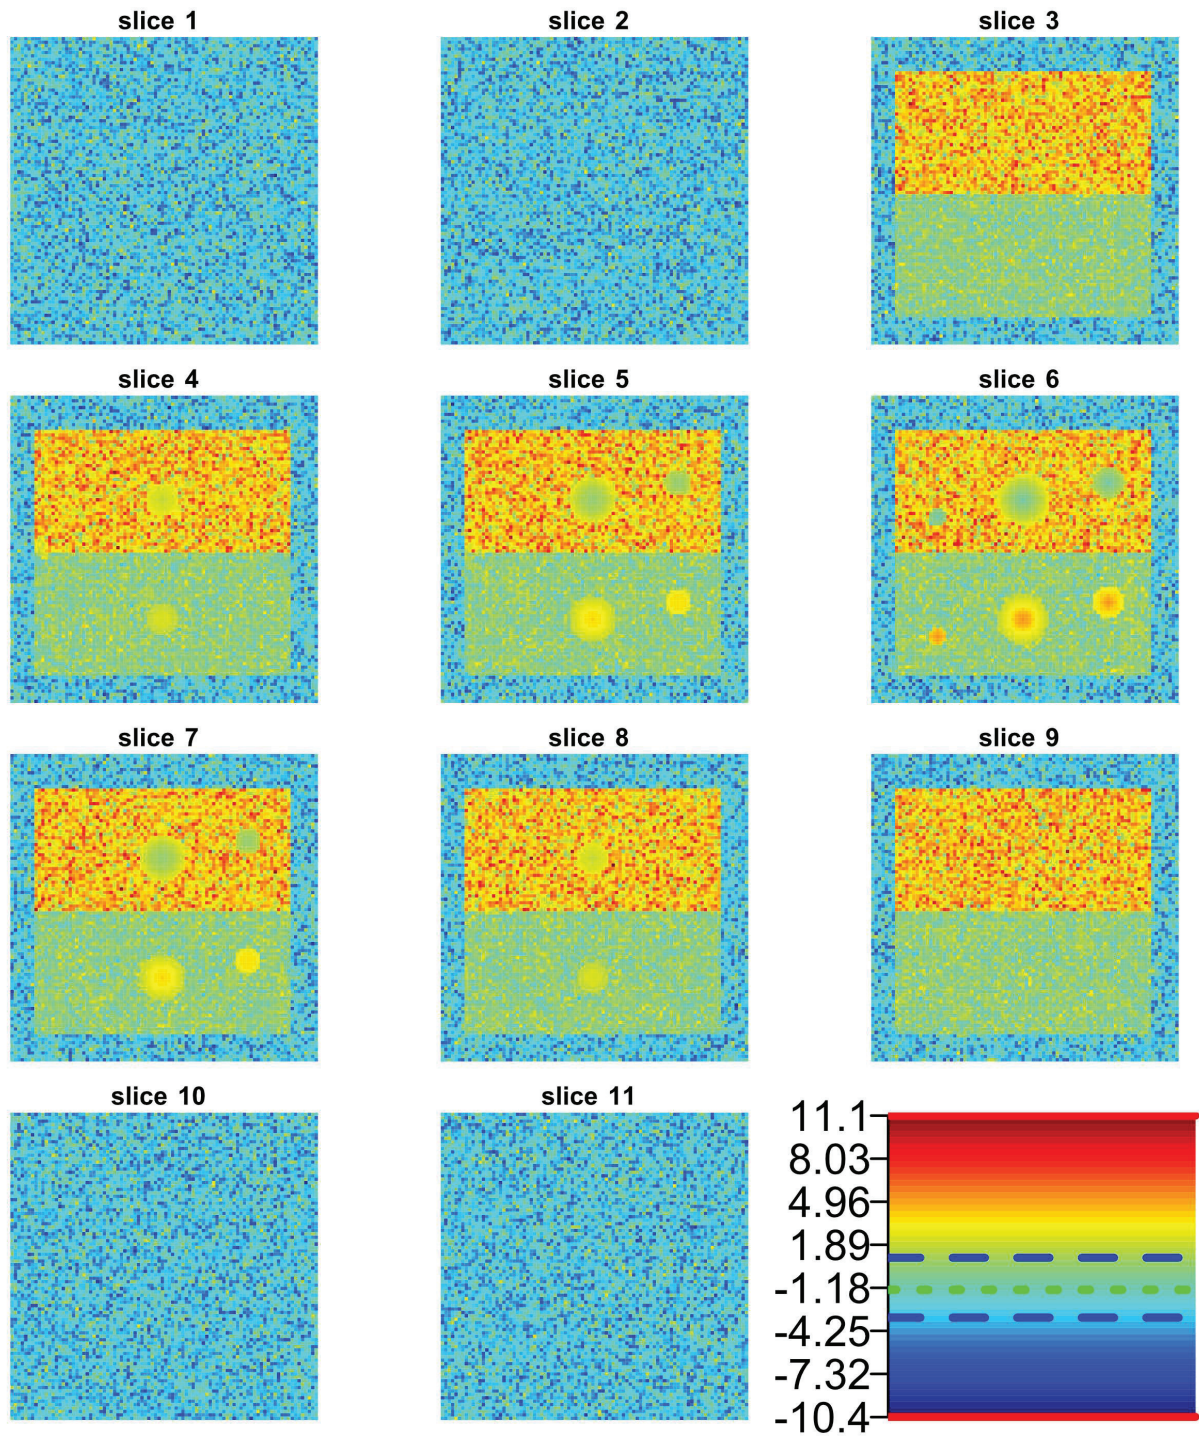 slice 1
slice 2
slice 3
slice 4
slice 5
slice 6
slice 7
slice 8
slice 9
slice 10
slice 11
11.1
8.03
4.96
1.89
-1.18
-4.25
-7.32
-10.4